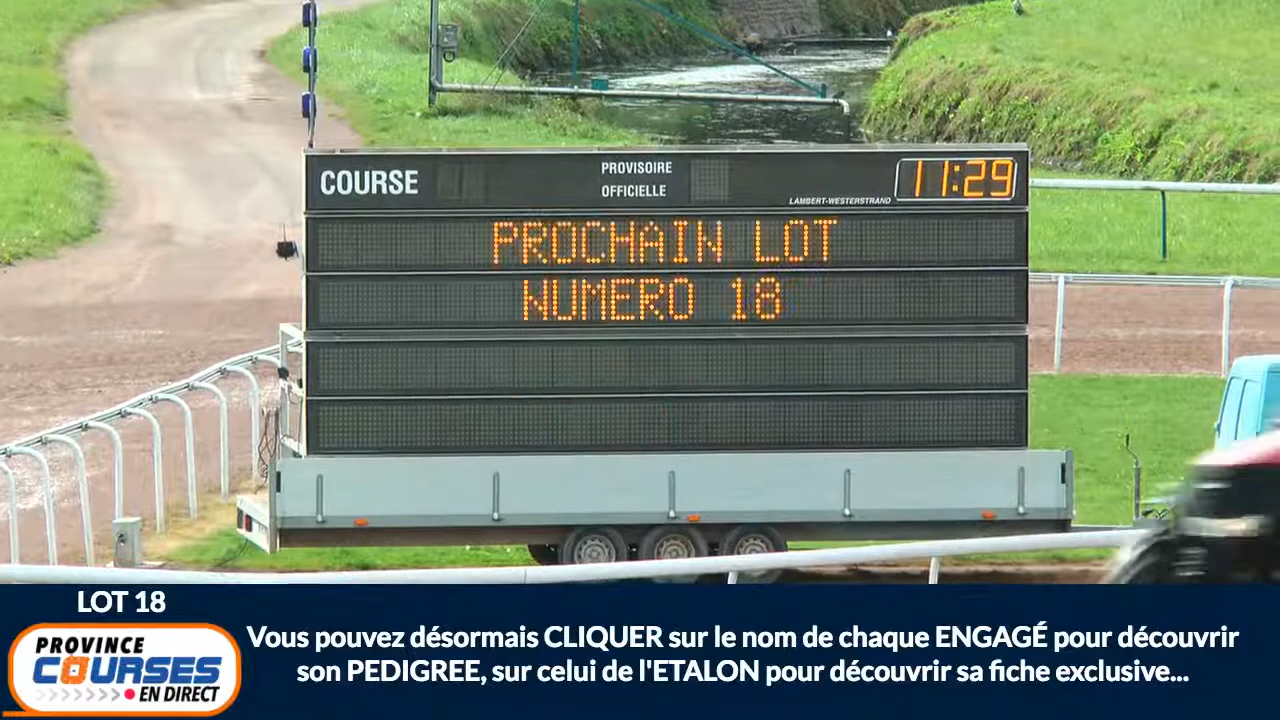 COURSE
PROVISOIRE
OFFICIELLE
11:29
LAMBERT-WESTERSTRAND
PROCHAIN LOT
NUMERO 18
LOT 18
PROVINCE
COURSES
EN DIRECT
Vous pouvez désormais CLIQUER sur le nom de chaque ENGAGÉ pour découvrir
son PEDIGREE, sur celui de l'ETALON pour découvrir sa fiche exclusive...